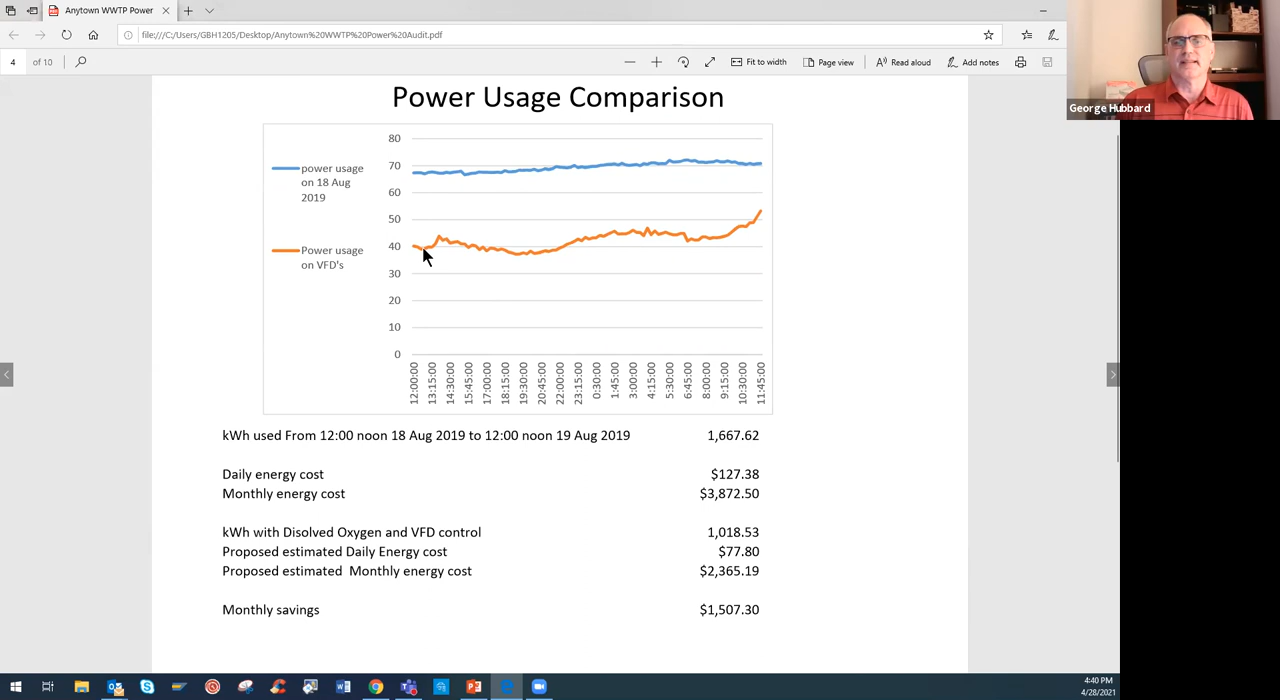 Anytown WWTP Power
file:///C:/Users/GBH1205/Desktop/Anytown%20WWTP%20Power%20Audit.pdf
4 of 10
Fit to width
Page view
Read aloud
Add notes
George Hubbard
Power Usage Comparison
80
70
60
50
40
30
20
10
0
power usage
on 18 Aug
2019
Power usage
on VFD's
12:00:00
13:15:00
14:30:00
15:45:00
17:00:00
18:15:00
19:30:00
20:45:00
22:00:00
23:15:00
0:30:00
1:45:00
3:00:00
4:15:00
5:30:00
6:45:00
8:00:00
9:15:00
10:30:00
11:45:00
kWh used From 12:00 noon 18 Aug 2019 to 12:00 noon 19 Aug 2019 1,667.62
Daily energy cost $127.38
Monthly energy cost $3,872.50
kWh with Disolved Oxygen and VFD control 1,018.53
Proposed estimated Daily Energy cost $77.80
Proposed estimated Monthly energy cost $2,365.19
Monthly savings $1,507.30
4:40 PM
4/28/2021